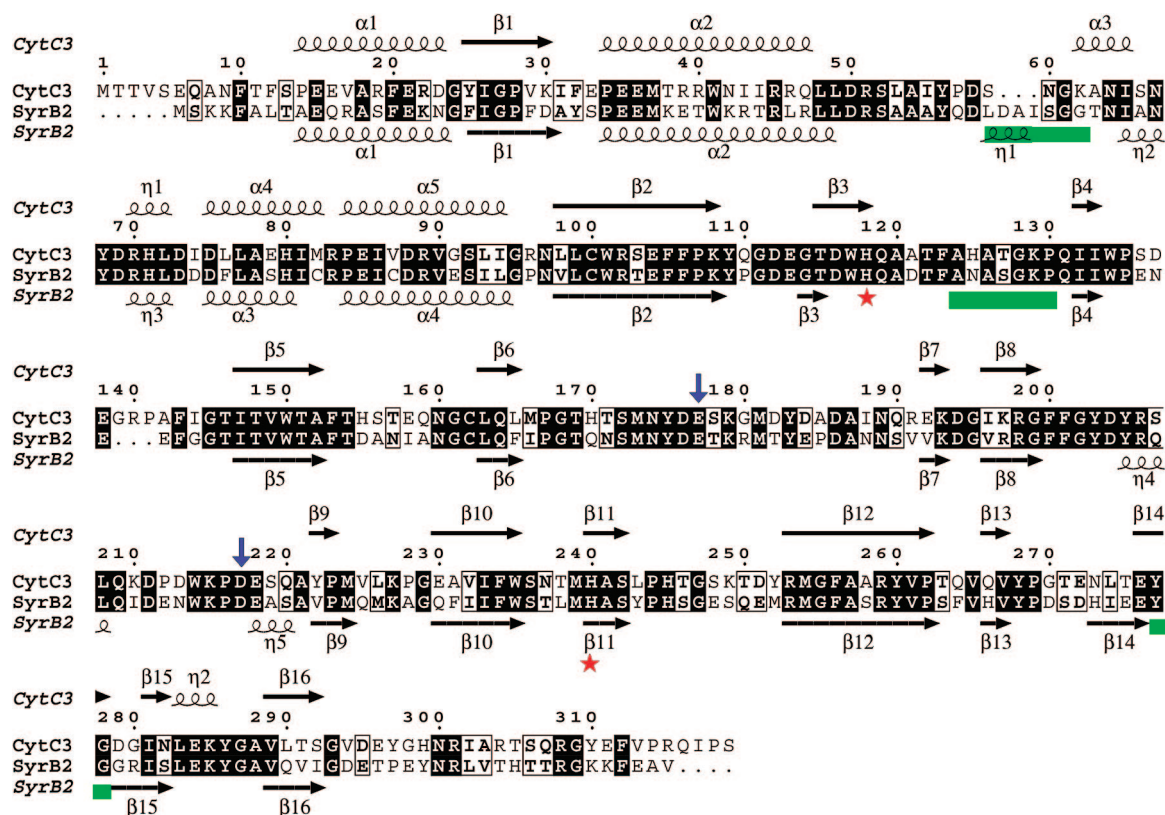 α1 β1 α2 α3
CytC3
1 10 20 30 40 50 60
CytC3 MTTVSEQANFTFSPEEVARFERDGYIGPVKIFEPEEMTRRWNIIRRQLLDRSLAIYPDS...NGKANISN
SyrB2 .....MSKKFALTAEQRASFEKNGFIGPFDAYSPEEMKETWKRTRLRLLDRSAAAYQDLDAISGGTNIAN
SyrB2
α1 β1 α2 η1 η2
η1 α4 α5 β2 β3 β4
CytC3
70 80 90 100 110 120 130
CytC3 YDRHLDIDLLAEHIMRPEIVDRVGSLIGRNLLCWRSEFFPKYQGDEGTDWHQADTFAHATGKPQIIWPSD
SyrB2 YDRHLDDDFLASHICRPEICDRVESILGPNVLCWRTEFFPKYPGDEGTDWHQADTFANASGKPQIIWPEN
SyrB2
η3 α3 α4 β2 β3 β4
β5 β6 β7 β8
CytC3
140 150 160 170 180 190 200
CytC3 EGRPAFIGTITVWTAFTHSTEQNGCLQLMPGTHTSMNYDESKGMDYDADAINQREKDGIKRGFFGYDYRS
SyrB2 E...EFGGTITVWTAFTDANIANGCLQFIPGTQNSMNYDETKRMTYEPDANNSVVKDGVRRGFFGYDYRQ
SyrB2
β5 β6 β7 β8 η4
β9 β10 β11 β12 β13 β14
CytC3
210 220 230 240 250 260 270
CytC3 LQKDPDWKPDESQAYPMVLKPGEAVIFWSNTMHASLPHTGSKTDYRMGFAARYVPTQVQVYPGTENLTEY
SyrB2 LQIDENWKPDEASAVPMQMKAGQFIIFWSTLMHASYPHSGESQEMRMGFASRYVPSFVHVYPDSDHIEEY
SyrB2
η5 β9 β10 β11 β12 β13 β14
β15 η2 β16
CytC3
280 290 300 310
CytC3 GDGINLEKYGAVLTSGVDEYGHNRIARTSQRGYEFVPRQIPS
SyrB2 GGRISLEKYGAVQVIGDETPEYNRLVTHTTRGKKFEAV....
SyrB2
β15 β16